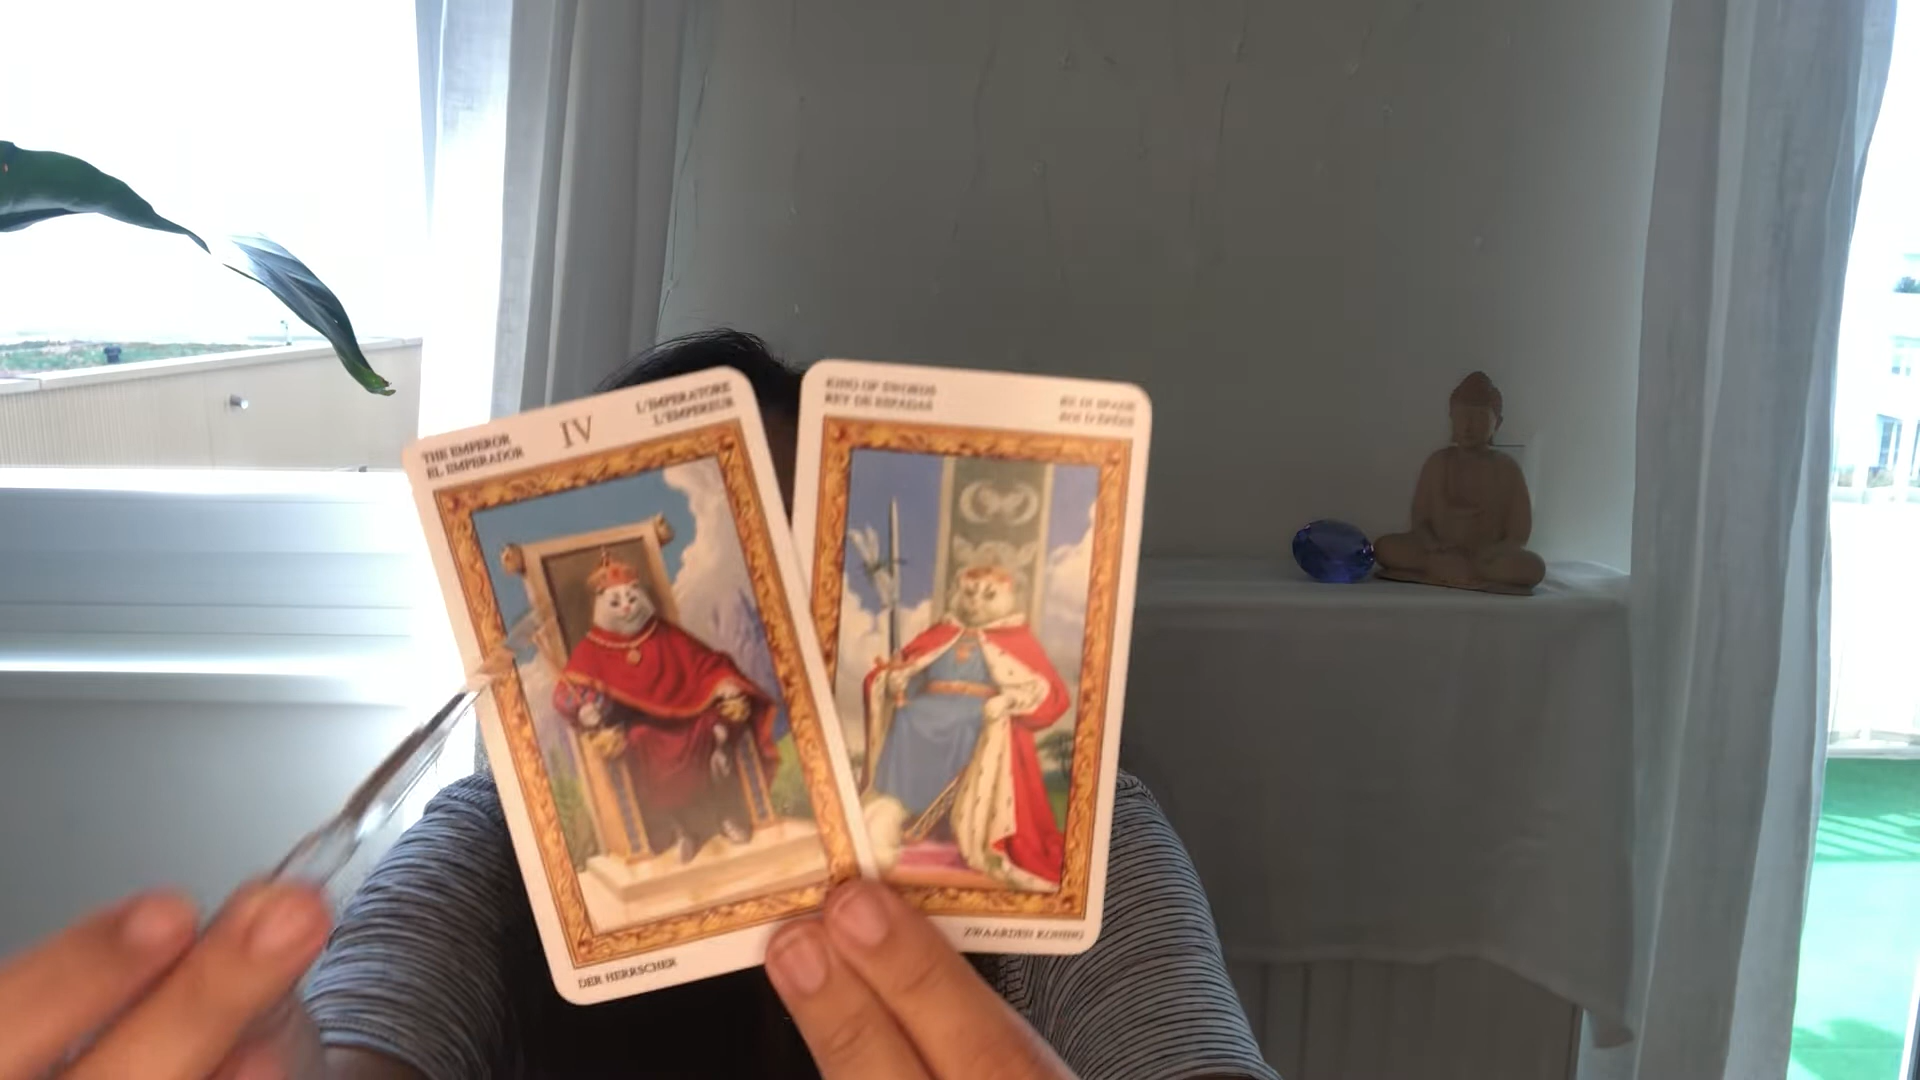 THE EMPEROR
EL EMPERADOR
IV
L'IMPERATORE
L'EMPEREUR
DER HERRSCHER
KING OF SWORDS
REY DE ESPADAS
RE DI SPADE
ROI D'ÉPÉES
ZWAARDEN KONING